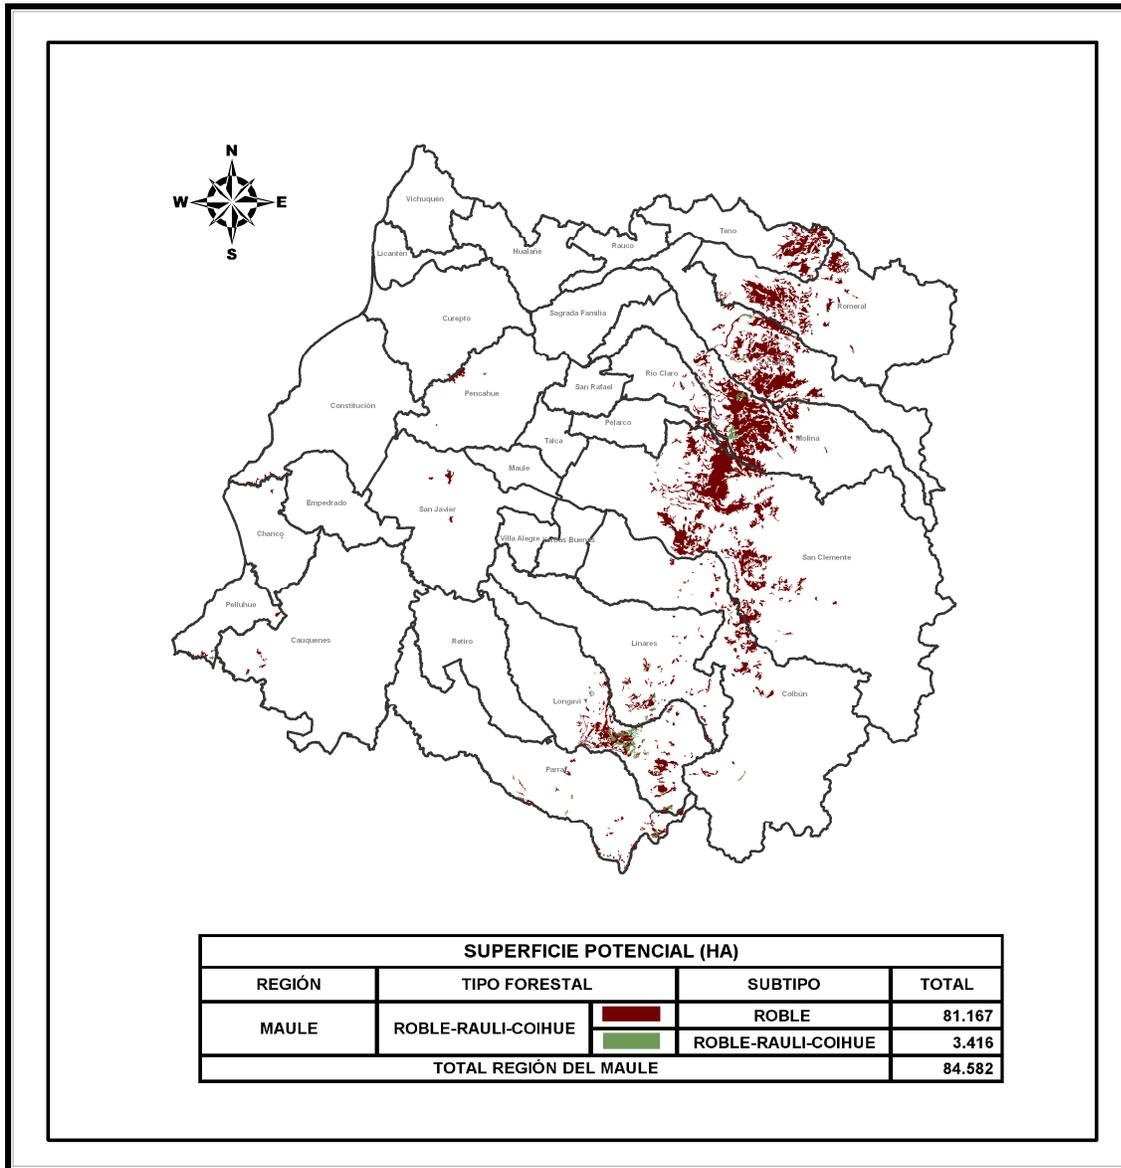 N
W E
S
Vichuquén
Teno
Licantén
Hualañé
Rauco
Romeral
Curepto
Sagrada Familia
Rio Claro
San Rafael
Pencahue
Constitución
Pelarco
Talca
Molina
Maule
Empedrado
San Javier
Chanco
Villa Alegre
Buenas
San Clemente
Pelluhue
Cauquenes
Retiro
Linares
Colbún
Longaví
Parral
SUPERFICIE POTENCIAL (HA)
REGIÓN TIPO FORESTAL SUBTIPO TOTAL
MAULE ROBLE-RAULI-COIHUE ROBLE 81.167
ROBLE-RAULI-COIHUE 3.416
TOTAL REGIÓN DEL MAULE 84.582